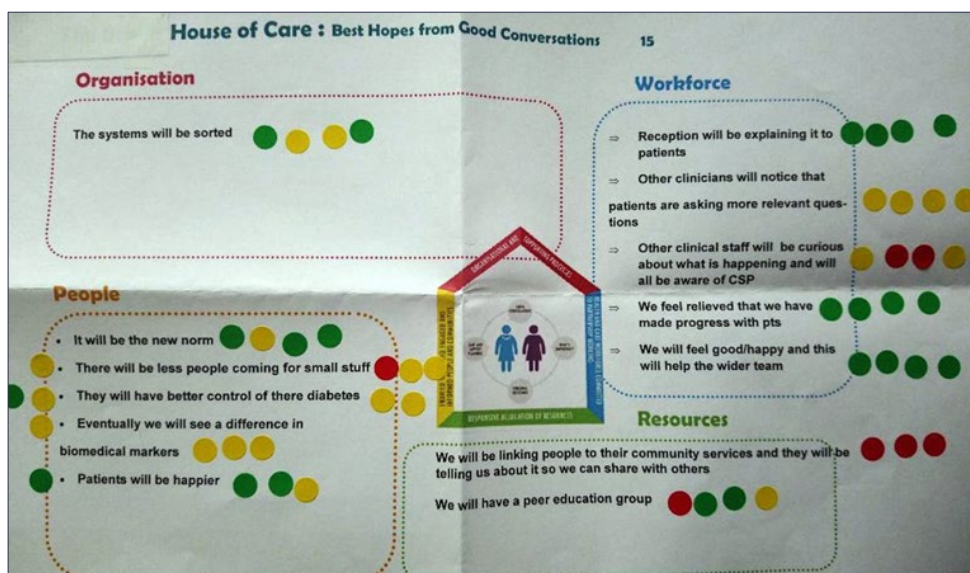 House of Care : Best Hopes from Good Conversations 15
Organisation
The systems will be sorted
Workforce
⇒ Reception will be explaining it to
patients
⇒ Other clinicians will notice that
patients are asking more relevant ques-
tions
⇒ Other clinical staff will be curious
about what is happening and will
all be aware of CSP
⇒ We feel relieved that we have
made progress with pts
⇒ We will feel good/happy and this
will help the wider team
People
• It will be the new norm
• There will be less people coming for small stuff
• They will have better control of there diabetes
• Eventually we will see a difference in
biomedical markers
• Patients will be happier
ORGANISATIONAL AND SUPPORTING PROCESSES
RESPONSIVE ALLOCATION OF RESOURCES
Resources
We will be linking people to their community services and they will be
telling us about it so we can share with others
We will have a peer education group